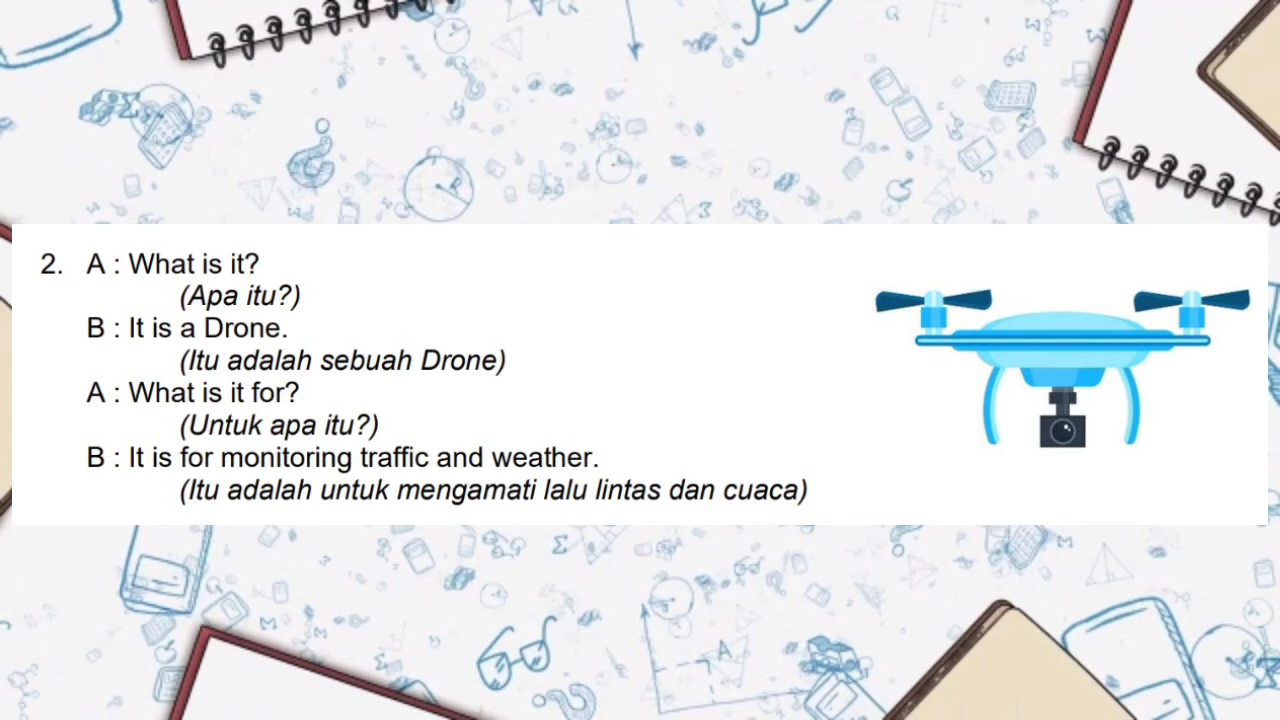 2. A : What is it?
(Apa itu?)
B : It is a Drone.
(Itu adalah sebuah Drone)
A : What is it for?
(Untuk apa itu?)
B : It is for monitoring traffic and weather.
(Itu adalah untuk mengamati lalu lintas dan cuaca)